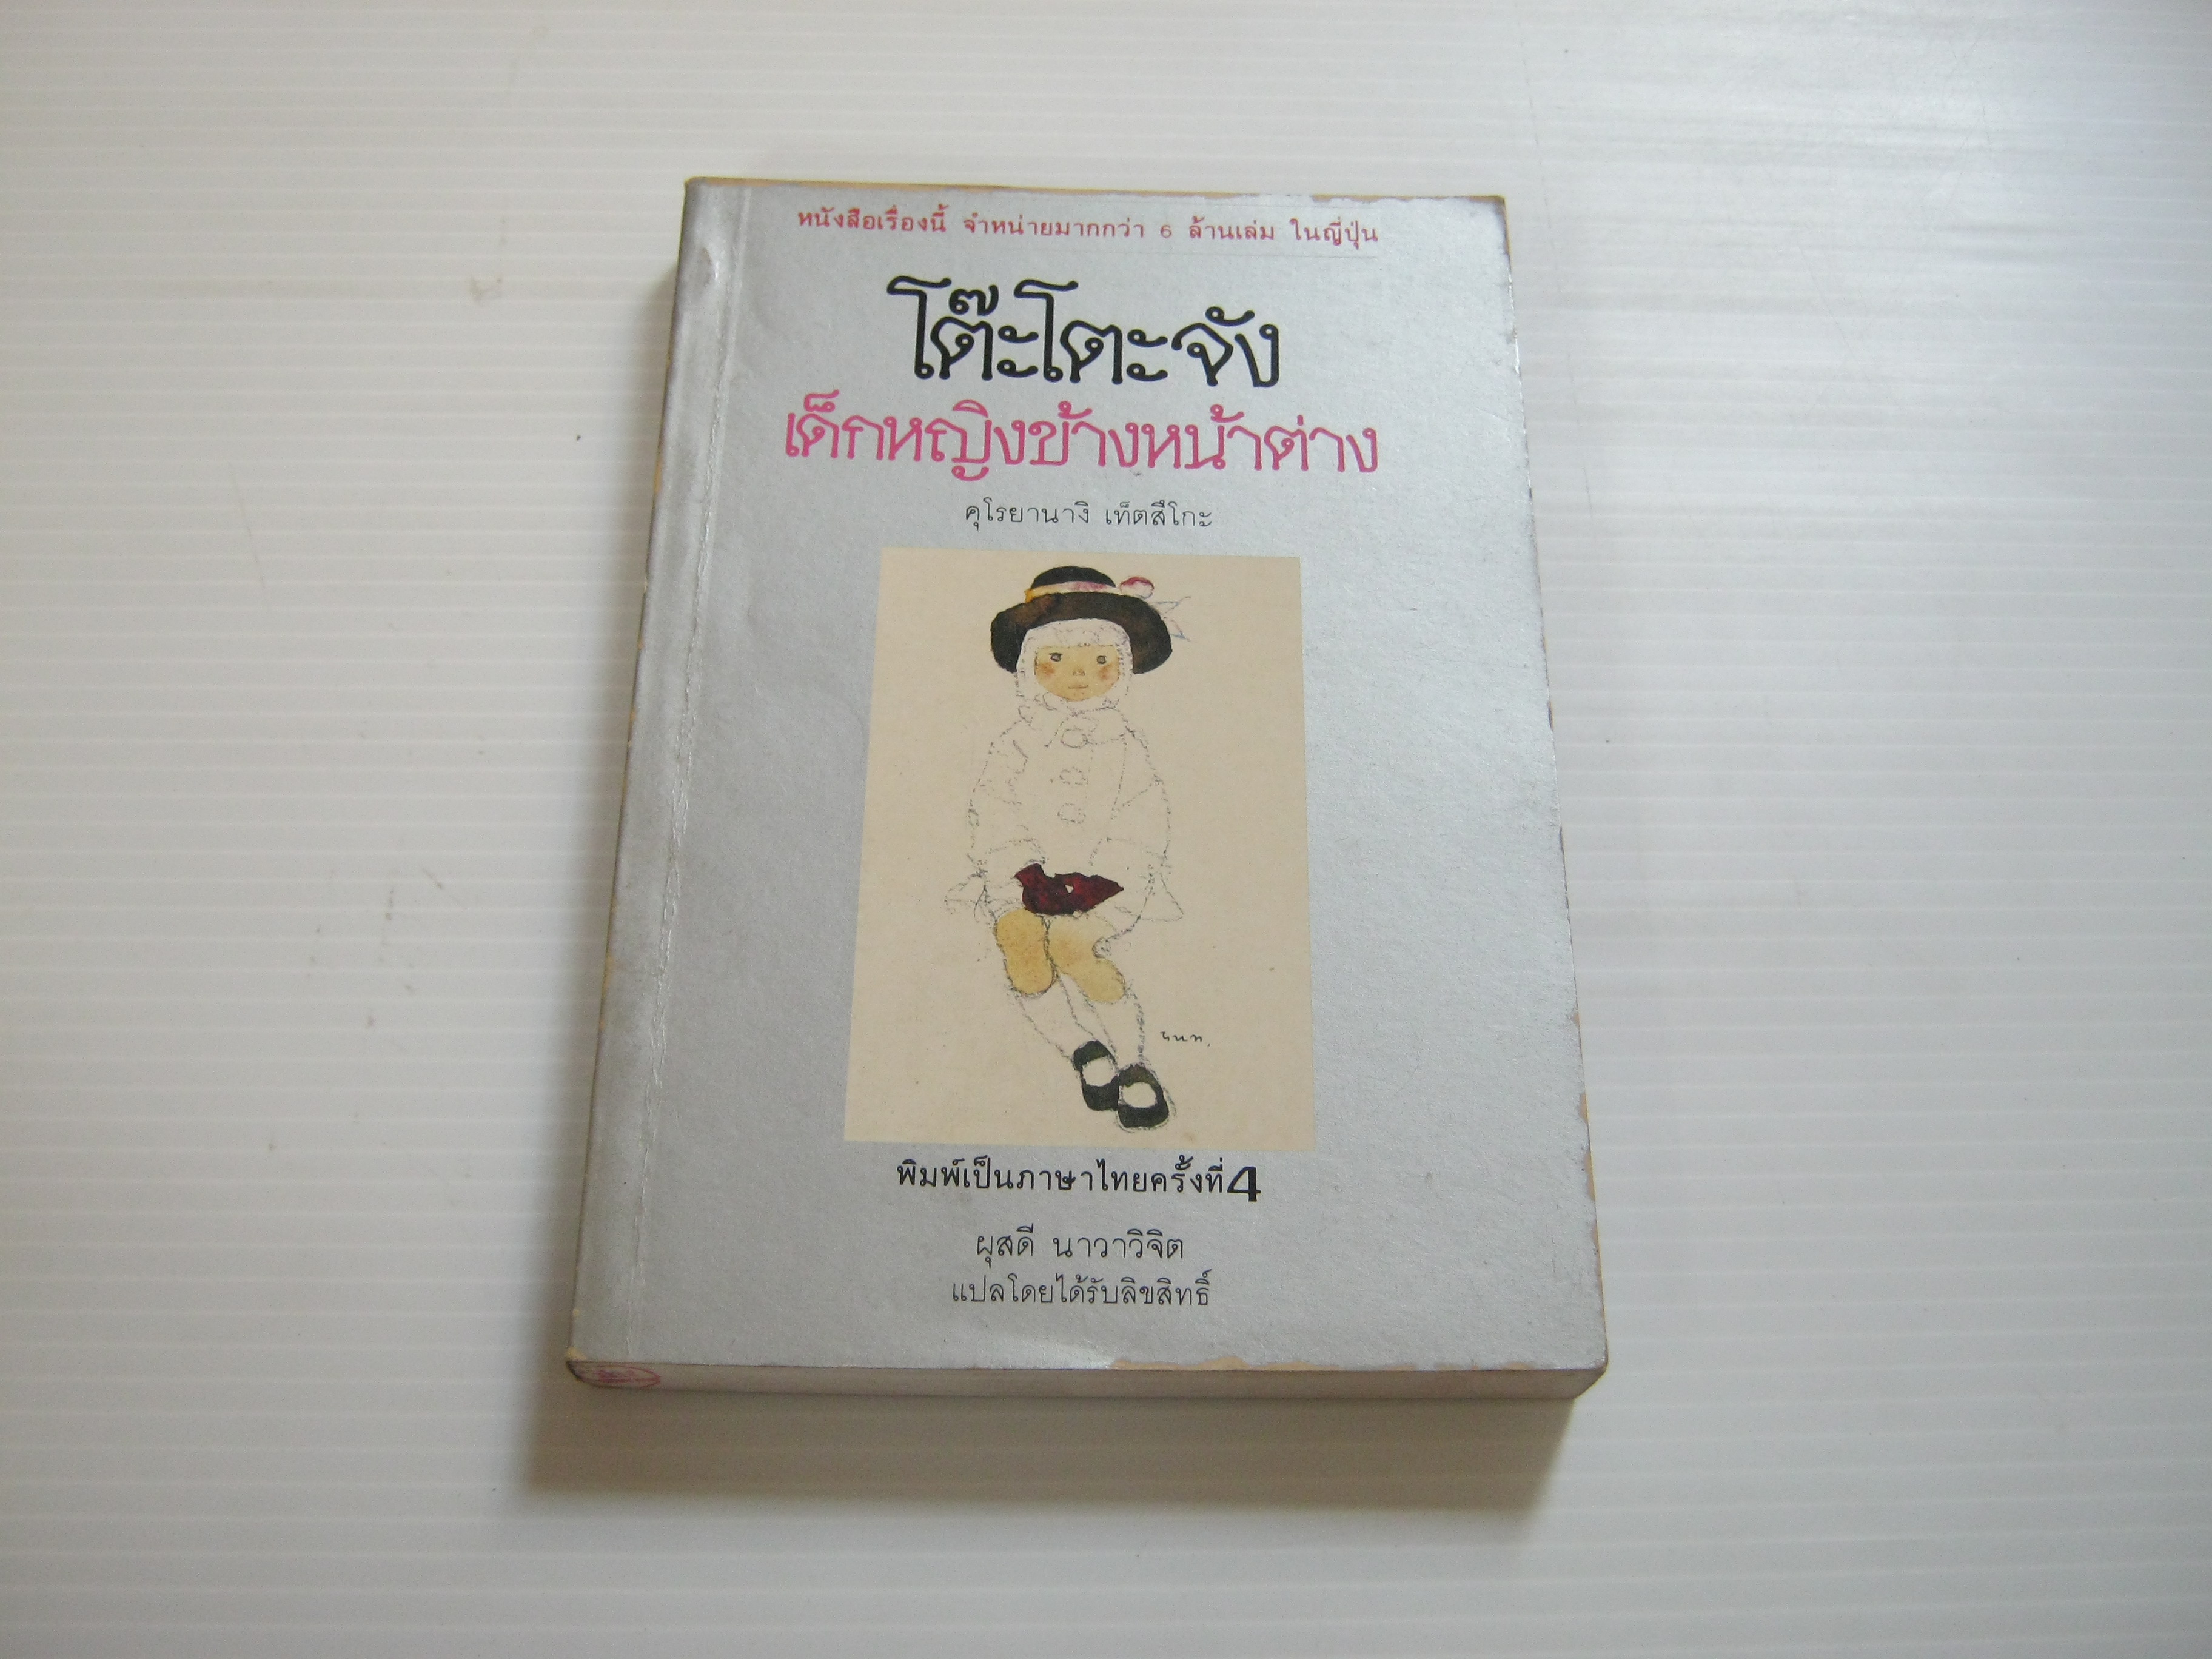 หนังสือเรื่องนี้ จำหน่ายมากกว่า 6 ล้านเล่ม ในญี่ปุ่น
โต๊ะโตะจัง
เด็กหญิงข้างหน้าต่าง
คุโรยานางิ เท็ตสึโกะ
พิมพ์เป็นภาษาไทยครั้งที่4
ผุสดี นาวาวิจิต
แปลโดยได้รับลิขสิทธิ์